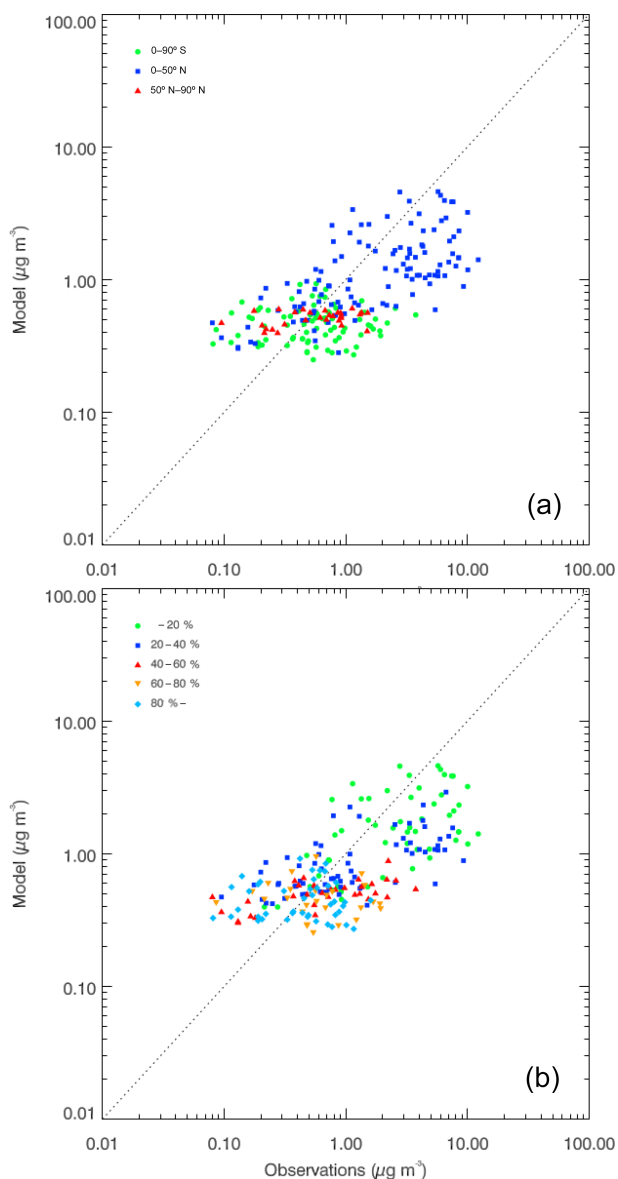 100.00
0–90° S
0–50° N
50° N–90° N
10.00
Model (µg m⁻³)
1.00
0.10
(a)
0.01
0.01 0.10 1.00 10.00 100.00
100.00
–20 %
20–40 %
40–60 %
60–80 %
80 %–
10.00
Model (µg m⁻³)
1.00
0.10
(b)
0.01
0.01 0.10 1.00 10.00 100.00
Observations (µg m⁻³)